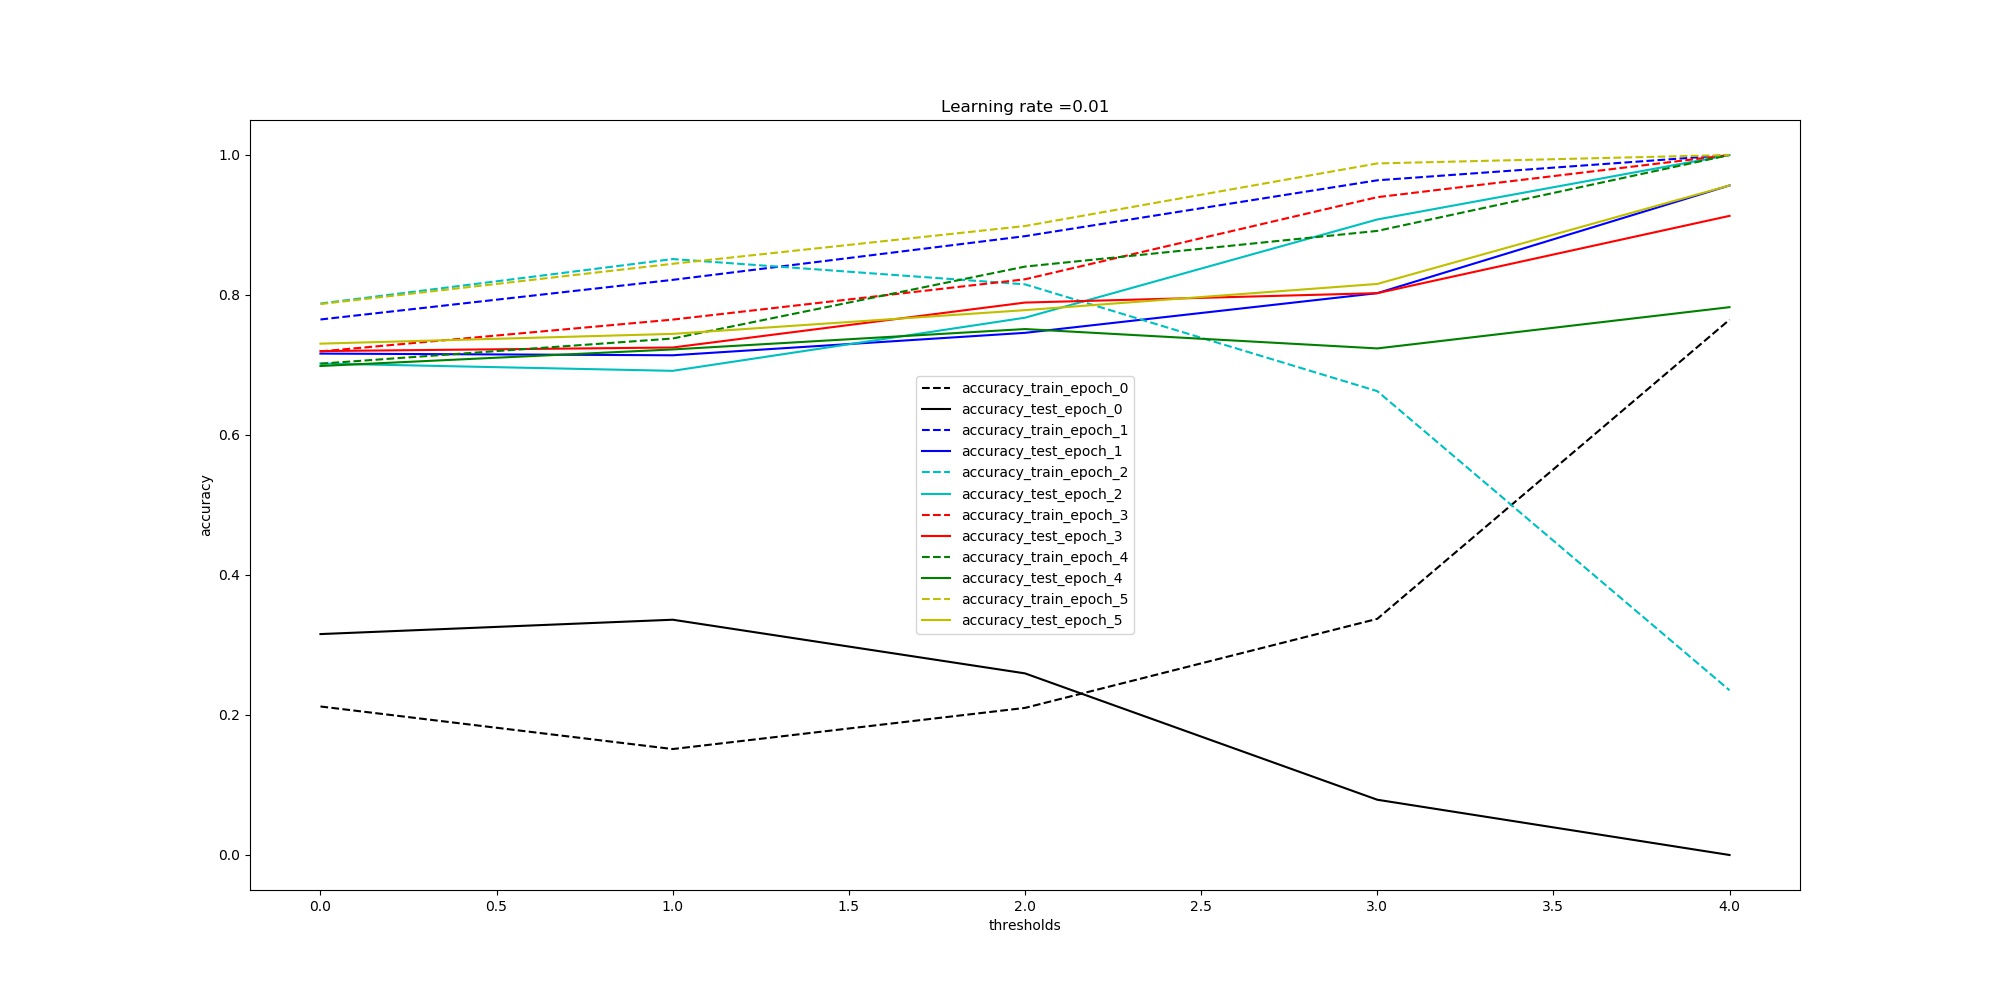 Learning rate =0.01
1.0
0.8
0.6
0.4
0.2
0.0
accuracy
accuracy_train_epoch_0
accuracy_test_epoch_0
accuracy_train_epoch_1
accuracy_test_epoch_1
accuracy_train_epoch_2
accuracy_test_epoch_2
accuracy_train_epoch_3
accuracy_test_epoch_3
accuracy_train_epoch_4
accuracy_test_epoch_4
accuracy_train_epoch_5
accuracy_test_epoch_5
0.0 0.5 1.0 1.5 2.0 2.5 3.0 3.5 4.0
thresholds